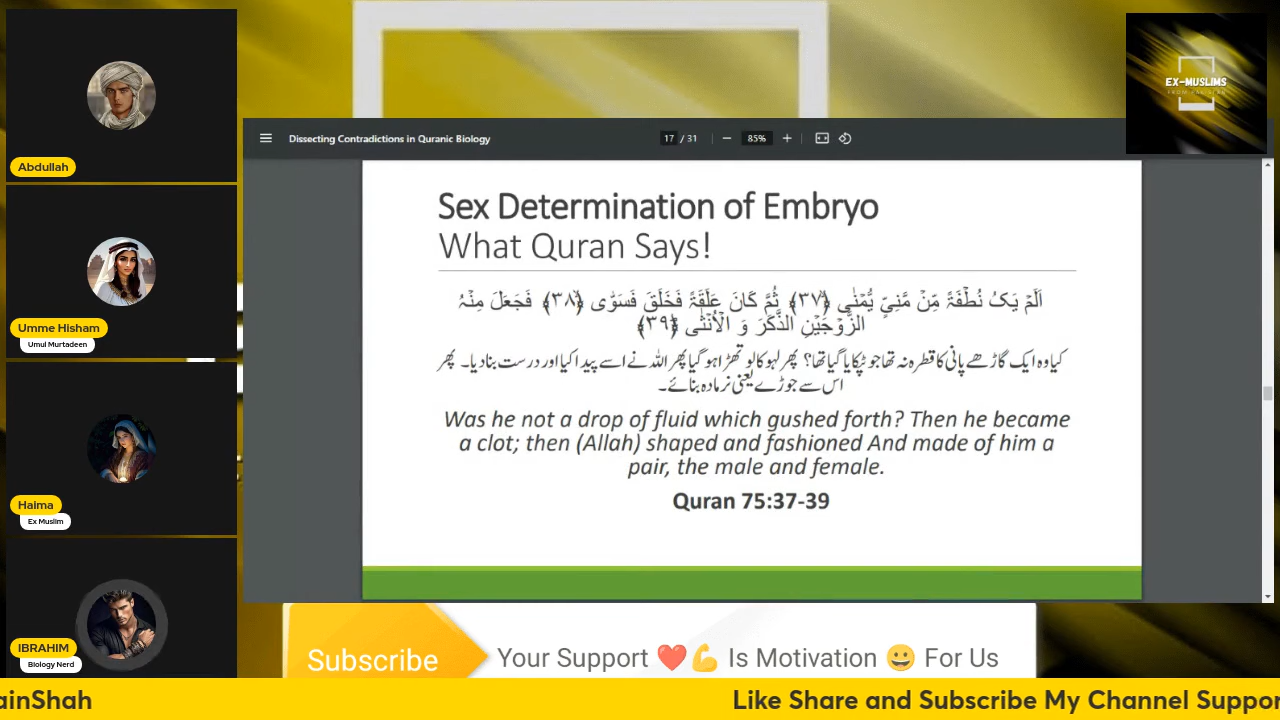 Abdullah
Umme Hisham
Umul Murtadeen
Haima
Ex Muslim
IBRAHIM
Biology Nerd
EX-MUSLIMS
FROM PAKISTAN
Dissecting Contradictions in Quranic Biology
17 / 31
85%
Sex Determination of Embryo
What Quran Says!
اَلَمۡ یَکُ نُطۡفَۃً مِّنۡ مَّنِیٍّ یُّمۡنٰی ﴿ۙ۳۷﴾ ثُمَّ کَانَ عَلَقَۃً فَخَلَقَ فَسَوّٰی ﴿ۙ۳۸﴾ فَجَعَلَ مِنۡہُ
الزَّوۡجَیۡنِ الذَّکَرَ وَ الۡاُنۡثٰی ﴿ؕ۳۹﴾
کیا وہ ایک گاڑھے پانی کا قطرہ نہ تھا جو ٹپکایا گیا تھا؟ پھر لہو کا لوتھڑا ہوگیا پھر اللہ نے اسے پیدا کیا اور درست بنا دیا۔ پھر
اس سے جوڑے یعنی نر مادہ بنائے۔
Was he not a drop of fluid which gushed forth? Then he became
a clot; then (Allah) shaped and fashioned And made of him a
pair, the male and female.
Quran 75:37-39
Subscribe
Your Support ❤️💪 Is Motivation 😀 For Us
ainShah
Like Share and Subscribe My Channel Suppor